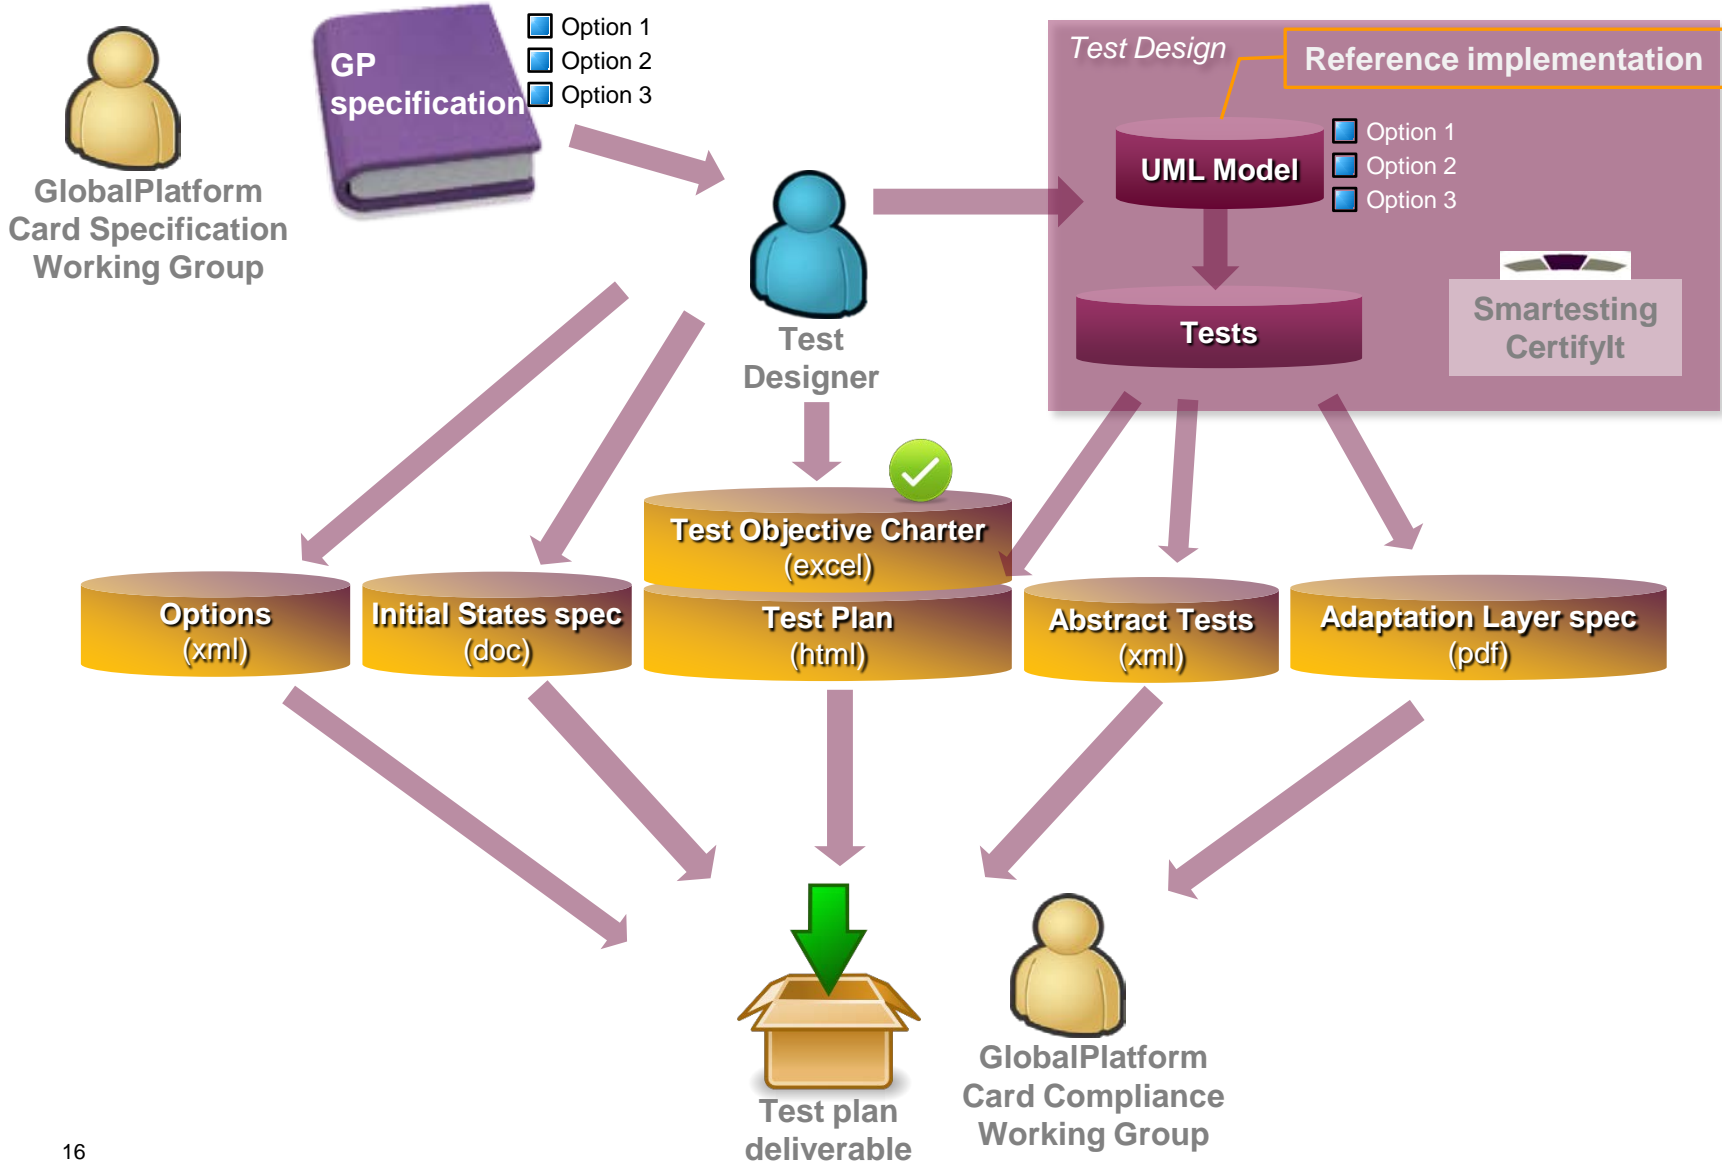 GP
specification
Option 1
Option 2
Option 3
GlobalPlatform
Card Specification
Working Group
Test Design
Reference implementation
UML Model
Option 1
Option 2
Option 3
Tests
Smartesting
CertifyIt
Test
Designer
Test Objective Charter
(excel)
Options
(xml)
Initial States spec
(doc)
Test Plan
(html)
Abstract Tests
(xml)
Adaptation Layer spec
(pdf)
Test plan
deliverable
GlobalPlatform
Card Compliance
Working Group
16